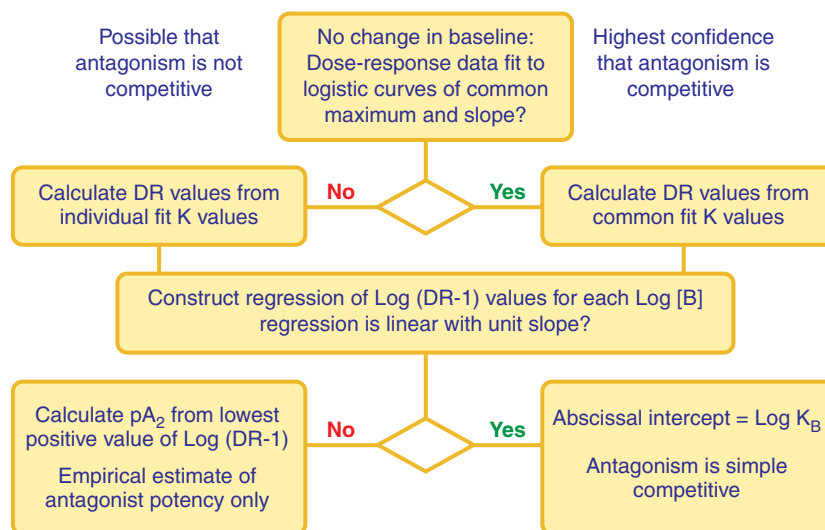 Possible that
antagonism is not
competitive
No change in baseline:
Dose-response data fit to
logistic curves of common
maximum and slope?
Highest confidence
that antagonism is
competitive
Calculate DR values from
individual fit K values
No
Yes
Calculate DR values from
common fit K values
Construct regression of Log (DR-1) values for each Log [B]
regression is linear with unit slope?
Calculate pA₂ from lowest
positive value of Log (DR-1)
Empirical estimate of
antagonist potency only
No
Yes
Abscissal intercept = Log K_B
Antagonism is simple
competitive